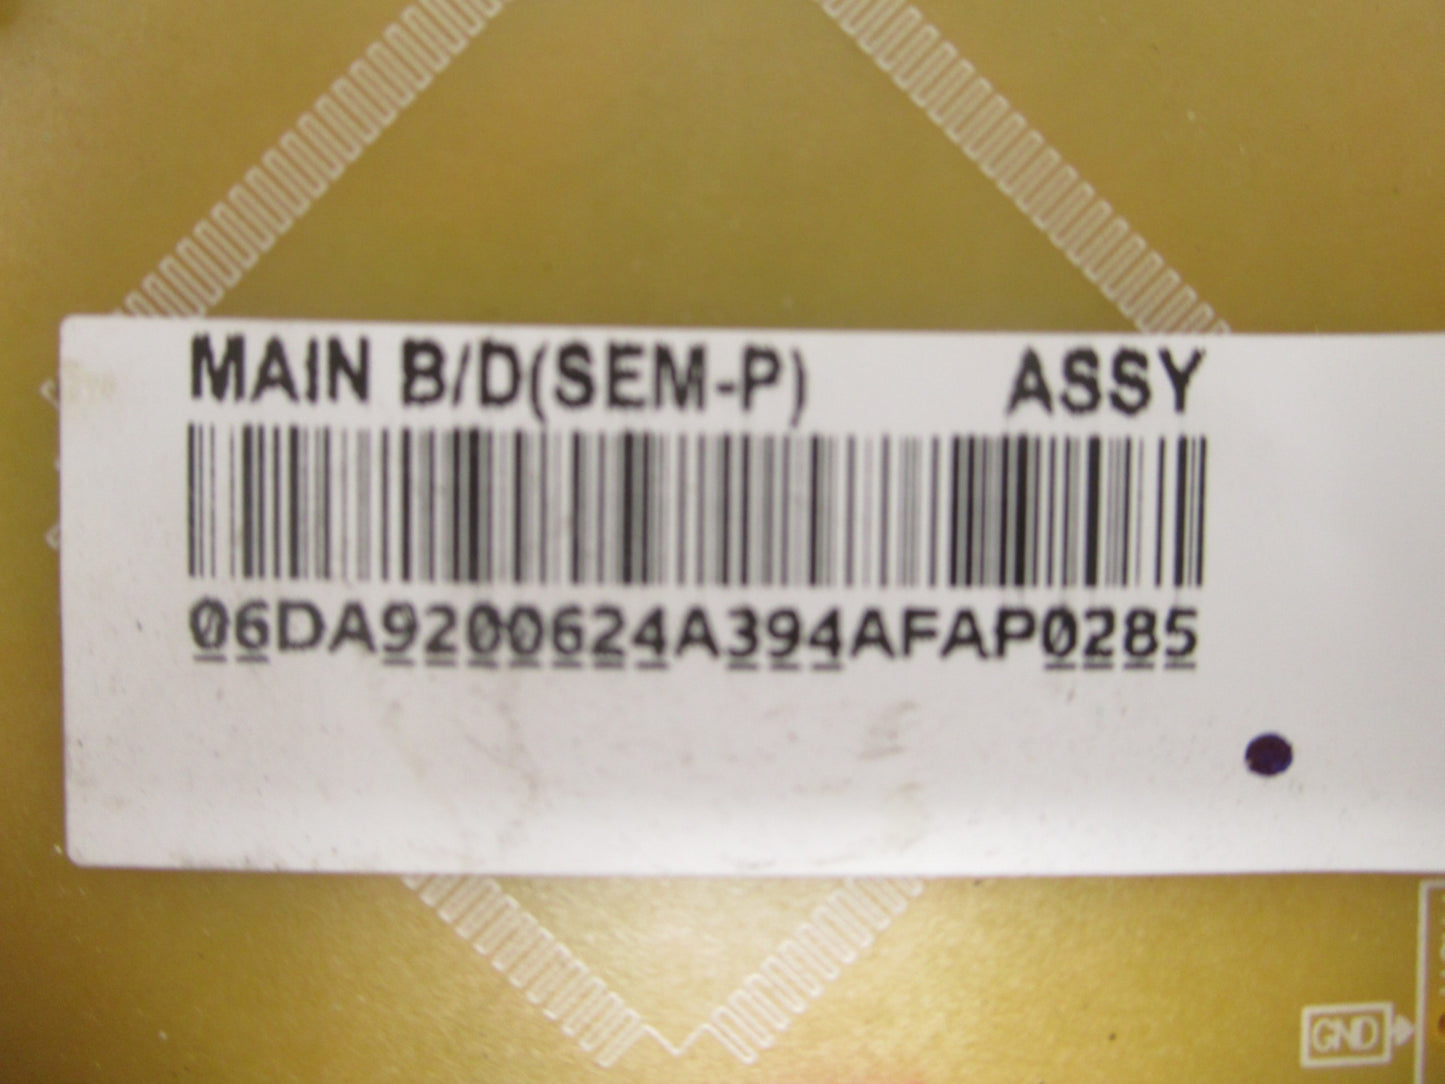 MAIN B/D(SEM-P) ASSY
06DA9200624A394AFAP0285
GND